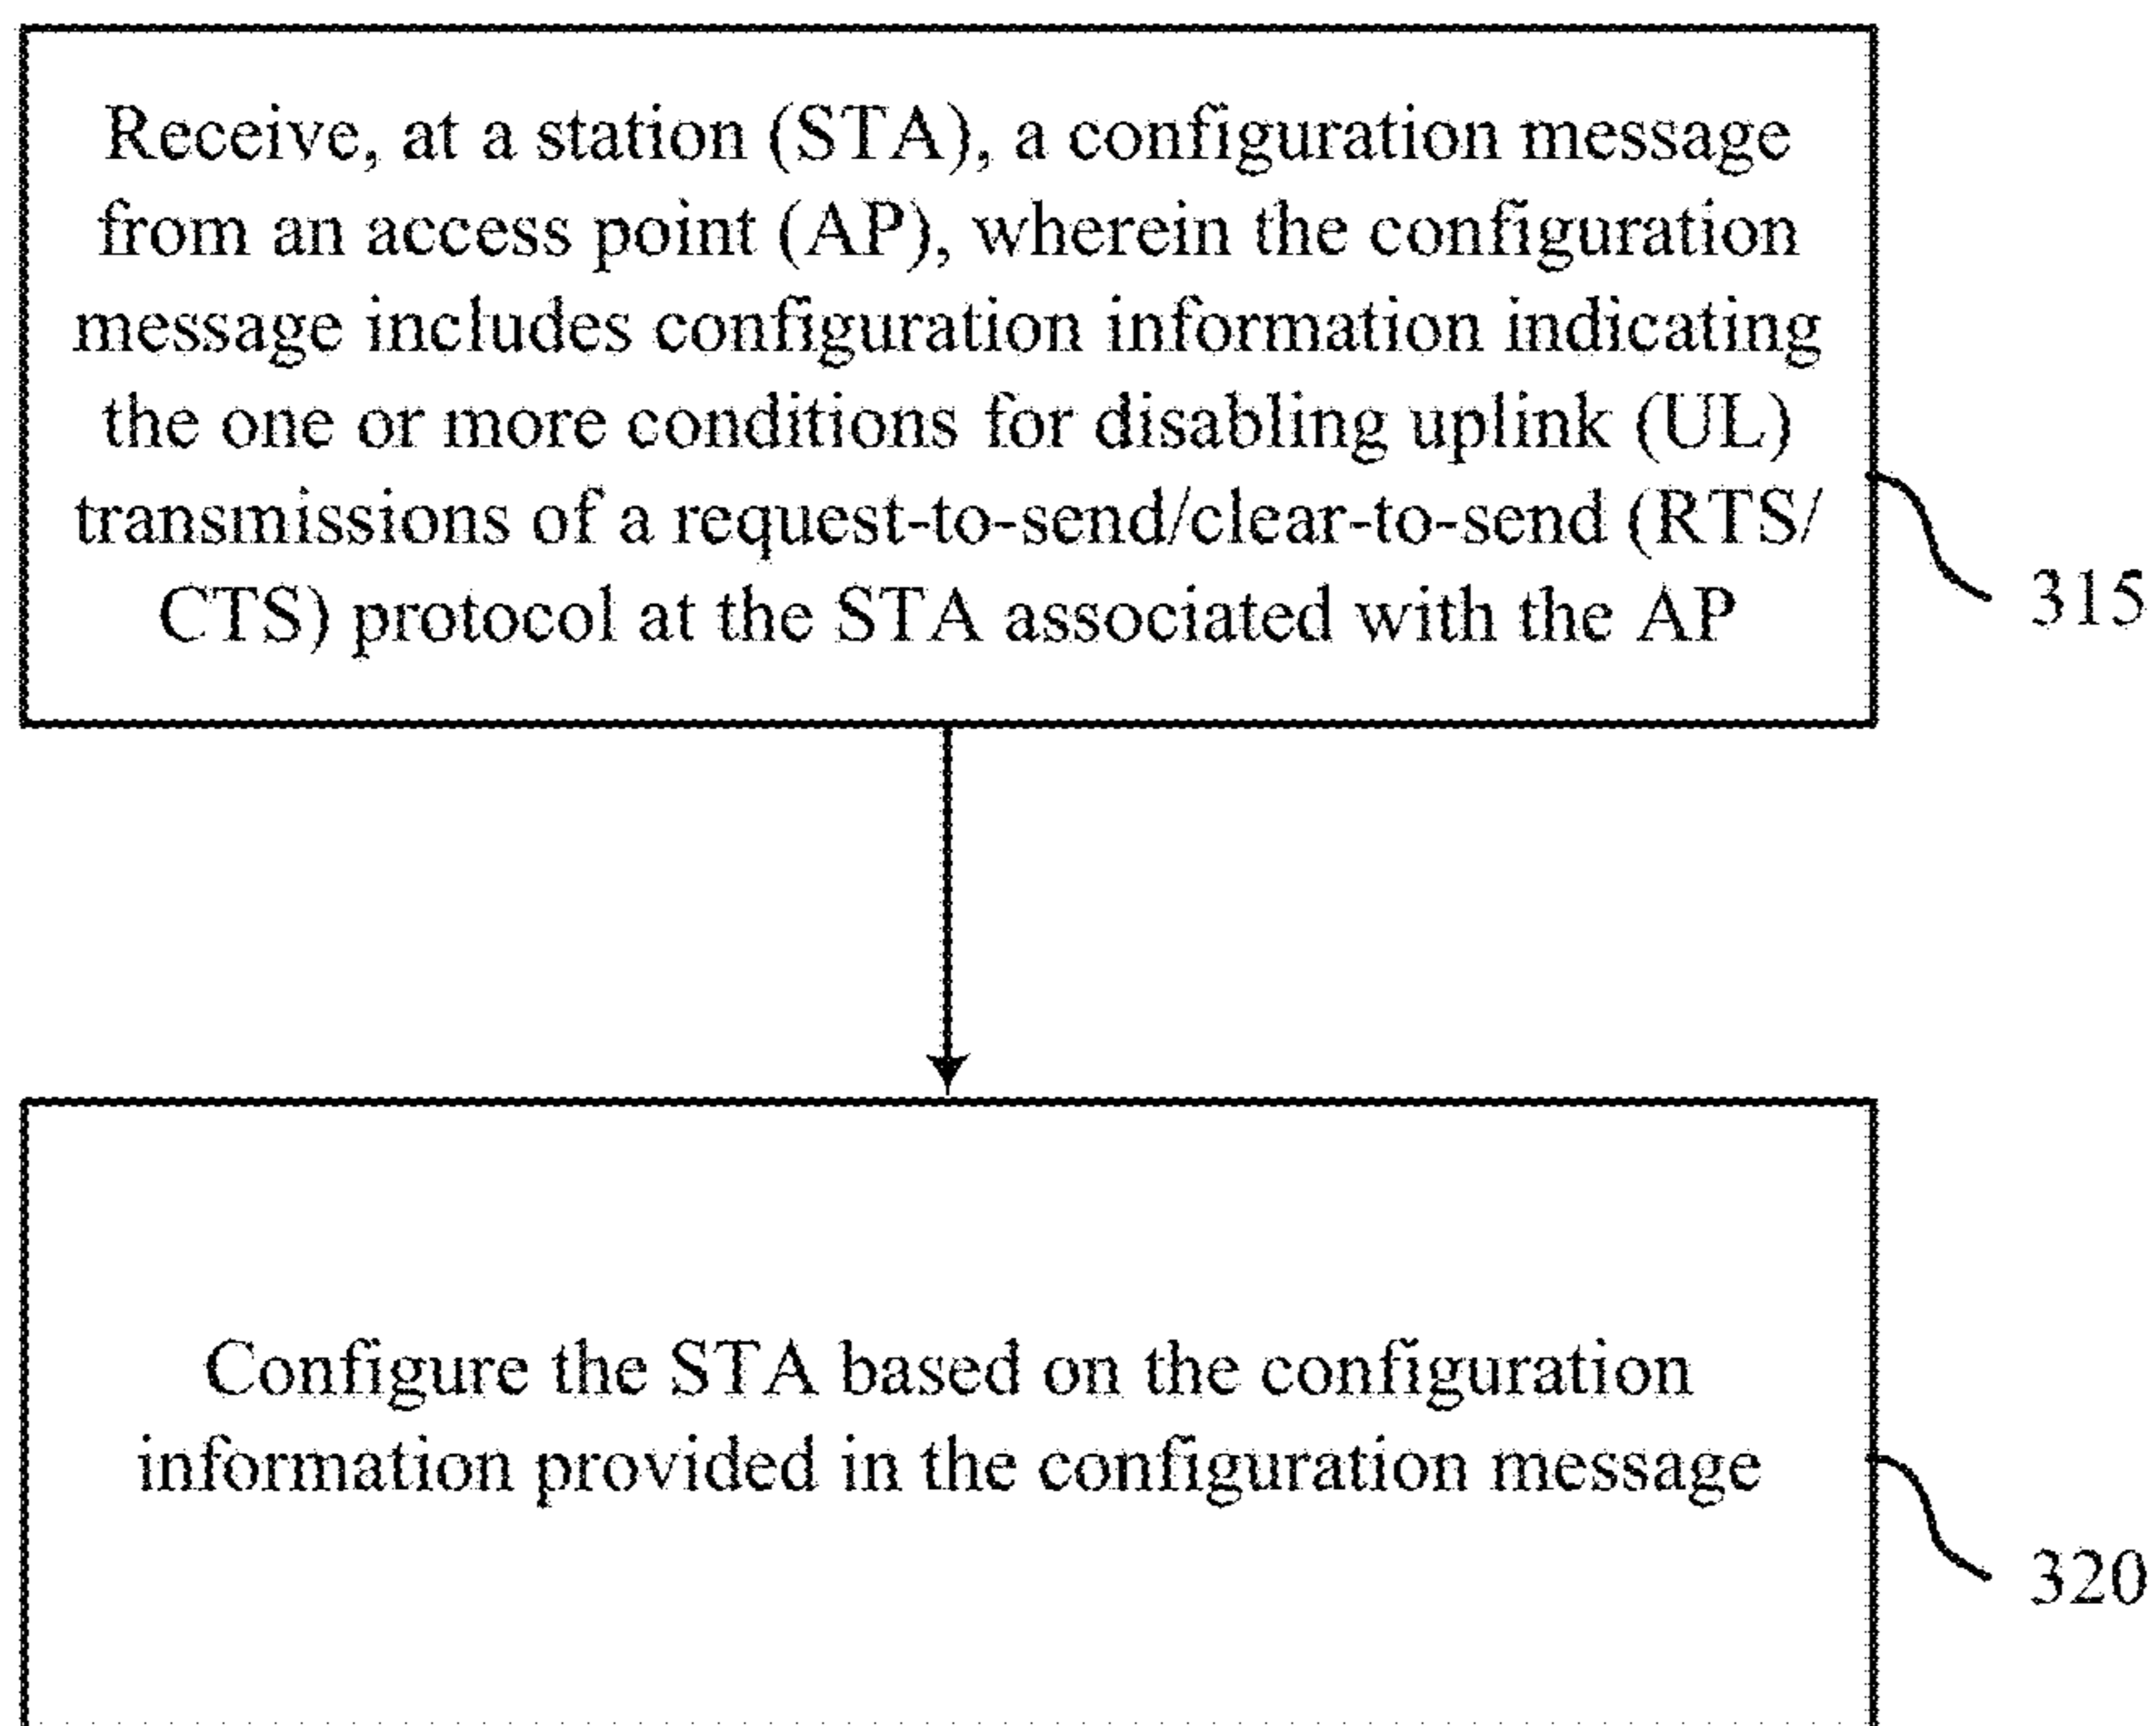 Receive, at a station (STA), a configuration message
from an access point (AP), wherein the configuration
message includes configuration information indicating
the one or more conditions for disabling uplink (UL)
transmissions of a request-to-send/clear-to-send (RTS/
CTS) protocol at the STA associated with the AP
315
Configure the STA based on the configuration
information provided in the configuration message
320